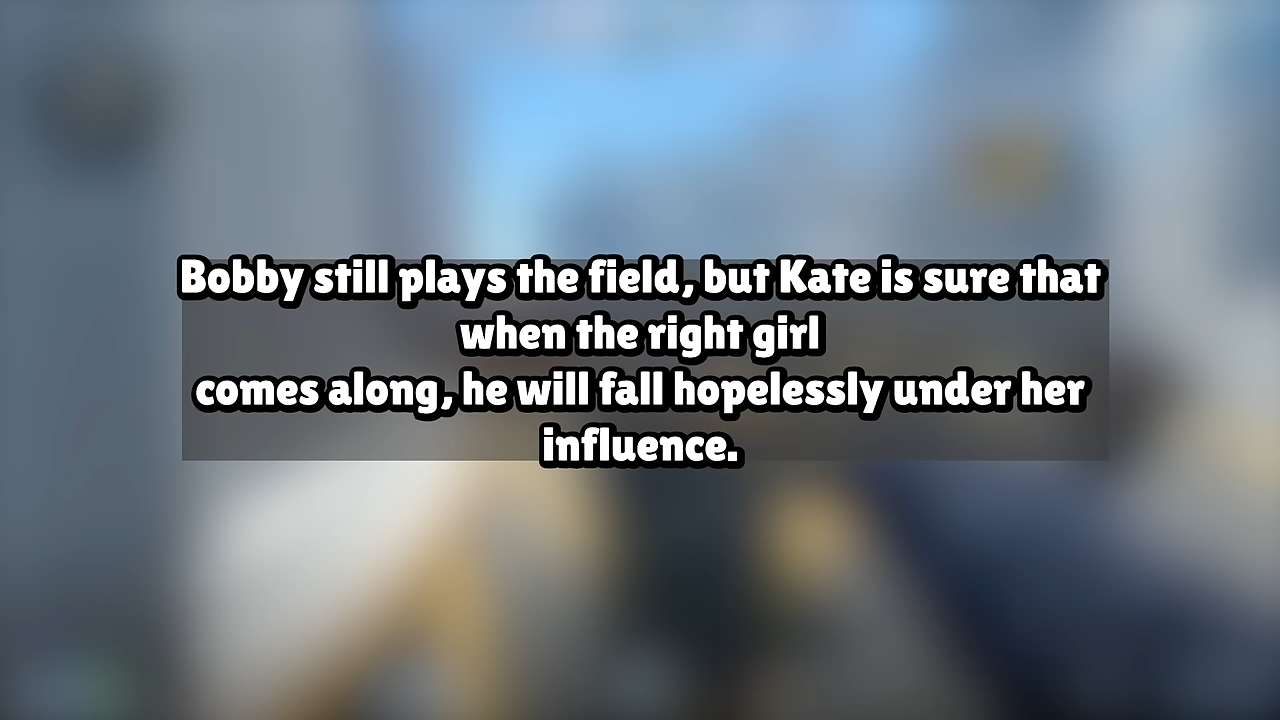 Bobby still plays the field, but Kate is sure that
when the right girl
comes along, he will fall hopelessly under her
influence.